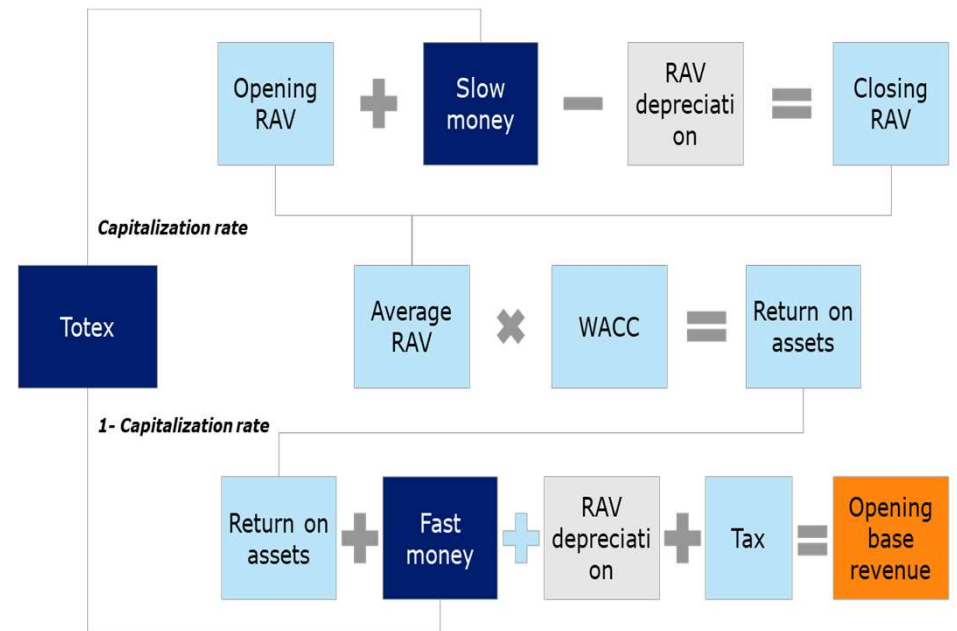 Opening
RAV
Slow
money
RAV
depreciati
on
Closing
RAV
Capitalization rate
Totex
Average
RAV
WACC
Return on
assets
1- Capitalization rate
Return on
assets
Fast
money
RAV
depreciati
on
Tax
Opening
base
revenue